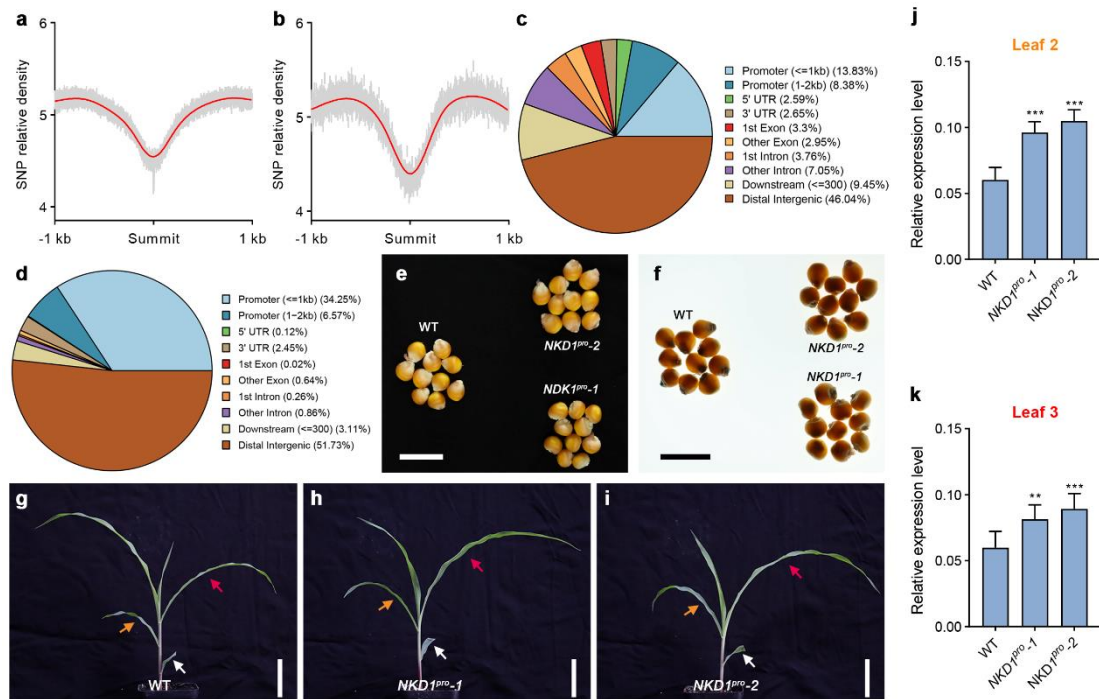 a
6
5
4
SNP relative density
-1 kb
Summit
1 kb
b
6
5
4
SNP relative density
-1 kb
Summit
1 kb
c
Promoter (<=1kb) (13.83%)
Promoter (1-2kb) (8.38%)
5' UTR (2.59%)
3' UTR (2.65%)
1st Exon (3.3%)
Other Exon (2.95%)
1st Intron (3.76%)
Other Intron (7.05%)
Downstream (<=300) (9.45%)
Distal Intergenic (46.04%)
d
Promoter (<=1kb) (34.25%)
Promoter (1-2kb) (6.57%)
5' UTR (0.12%)
3' UTR (2.45%)
1st Exon (0.02%)
Other Exon (0.64%)
1st Intron (0.26%)
Other Intron (0.86%)
Downstream (<=300) (3.11%)
Distal Intergenic (51.73%)
e
WT
NKD1pro-2
NDK1pro-1
f
WT
NKD1pro-2
NKD1pro-1
g
WT
h
NKD1pro-1
i
NKD1pro-2
j
Leaf 2
Relative expression level
0.15
0.10
0.05
0.00
***
***
WT
NKD1pro-1
NKD1pro-2
k
Leaf 3
Relative expression level
0.15
0.10
0.05
0.00
**
***
WT
NKD1pro-1
NKD1pro-2